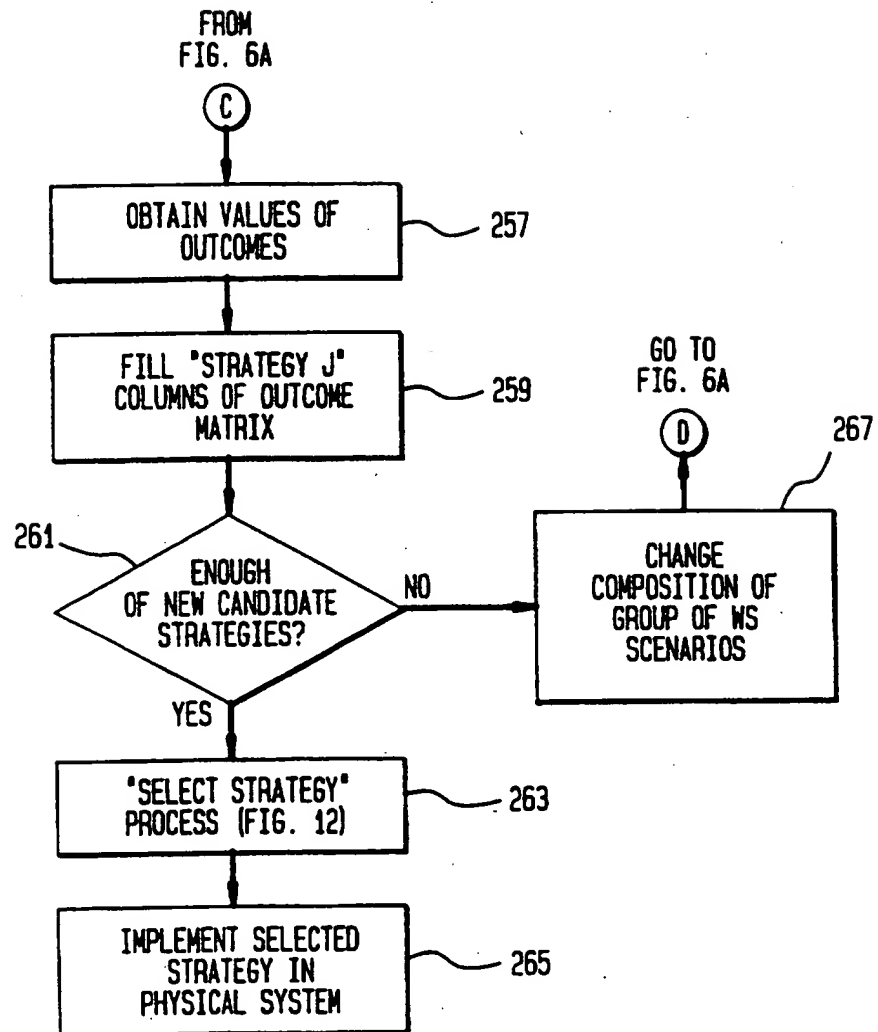 FROM
FIG. 6A
C
OBTAIN VALUES OF
OUTCOMES
257
FILL "STRATEGY J"
COLUMNS OF OUTCOME
MATRIX
259
GO TO
FIG. 6A
D
267
261
ENOUGH
OF NEW CANDIDATE
STRATEGIES?
NO
CHANGE
COMPOSITION OF
GROUP OF WS
SCENARIOS
YES
"SELECT STRATEGY"
PROCESS (FIG. 12)
263
IMPLEMENT SELECTED
STRATEGY IN
PHYSICAL SYSTEM
265